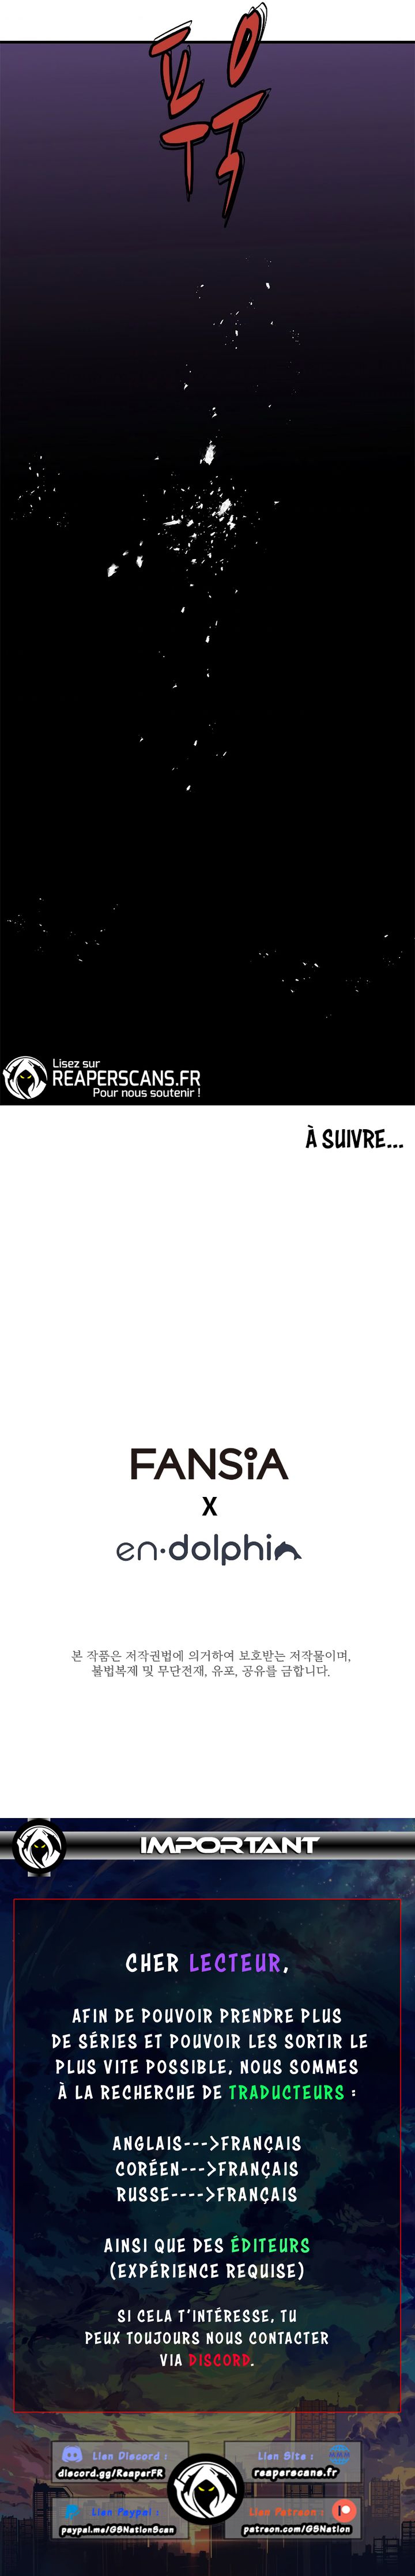 Lisez sur
REAPERSCANS.FR
Pour nous soutenir !
À SUIVRE...
FANSiA
X
en·dolphin
본 작품은 저작권법에 의거하여 보호받는 저작물이며,
불법복제 및 무단전재, 유포, 공유를 금합니다.
IMPORTANT
CHER LECTEUR,
AFIN DE POUVOIR PRENDRE PLUS
DE SÉRIES ET POUVOIR LES SORTIR LE
PLUS VITE POSSIBLE, NOUS SOMMES
À LA RECHERCHE DE TRADUCTEURS :
ANGLAIS--->FRANÇAIS
CORÉEN--->FRANÇAIS
RUSSE---->FRANÇAIS
AINSI QUE DES ÉDITEURS
(EXPÉRIENCE REQUISE)
SI CELA T'INTÉRESSE, TU
PEUX TOUJOURS NOUS CONTACTER
VIA DISCORD.
Lien Discord :
discord.gg/ReaperFR
Lien Site :
reaperscans.fr
Lien Paypal :
paypal.me/GSNationScan
Lien Patreon :
patreon.com/GSNation